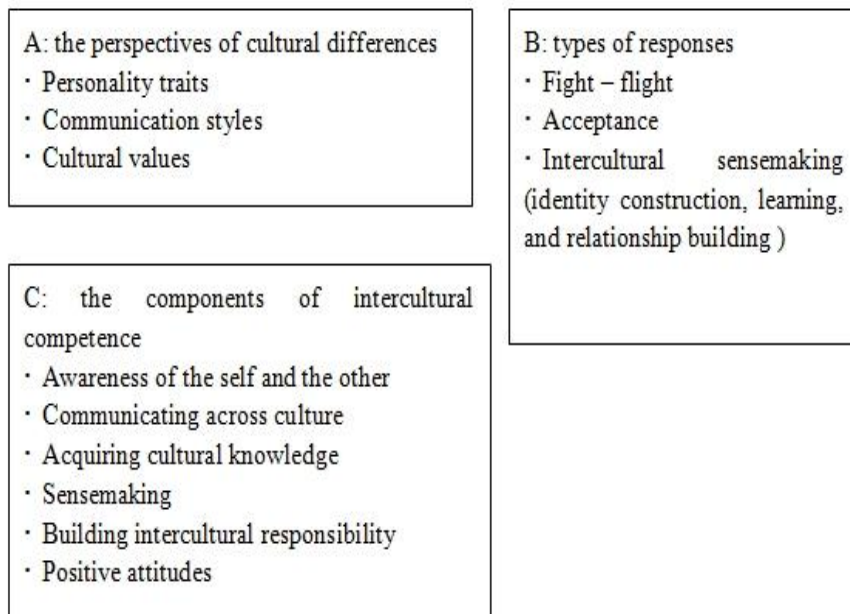 A: the perspectives of cultural differences
· Personality traits
· Communication styles
· Cultural values
B: types of responses
· Fight – flight
· Acceptance
· Intercultural sensemaking
(identity construction, learning,
and relationship building )
C: the components of intercultural
competence
· Awareness of the self and the other
· Communicating across culture
· Acquiring cultural knowledge
· Sensemaking
· Building intercultural responsibility
· Positive attitudes